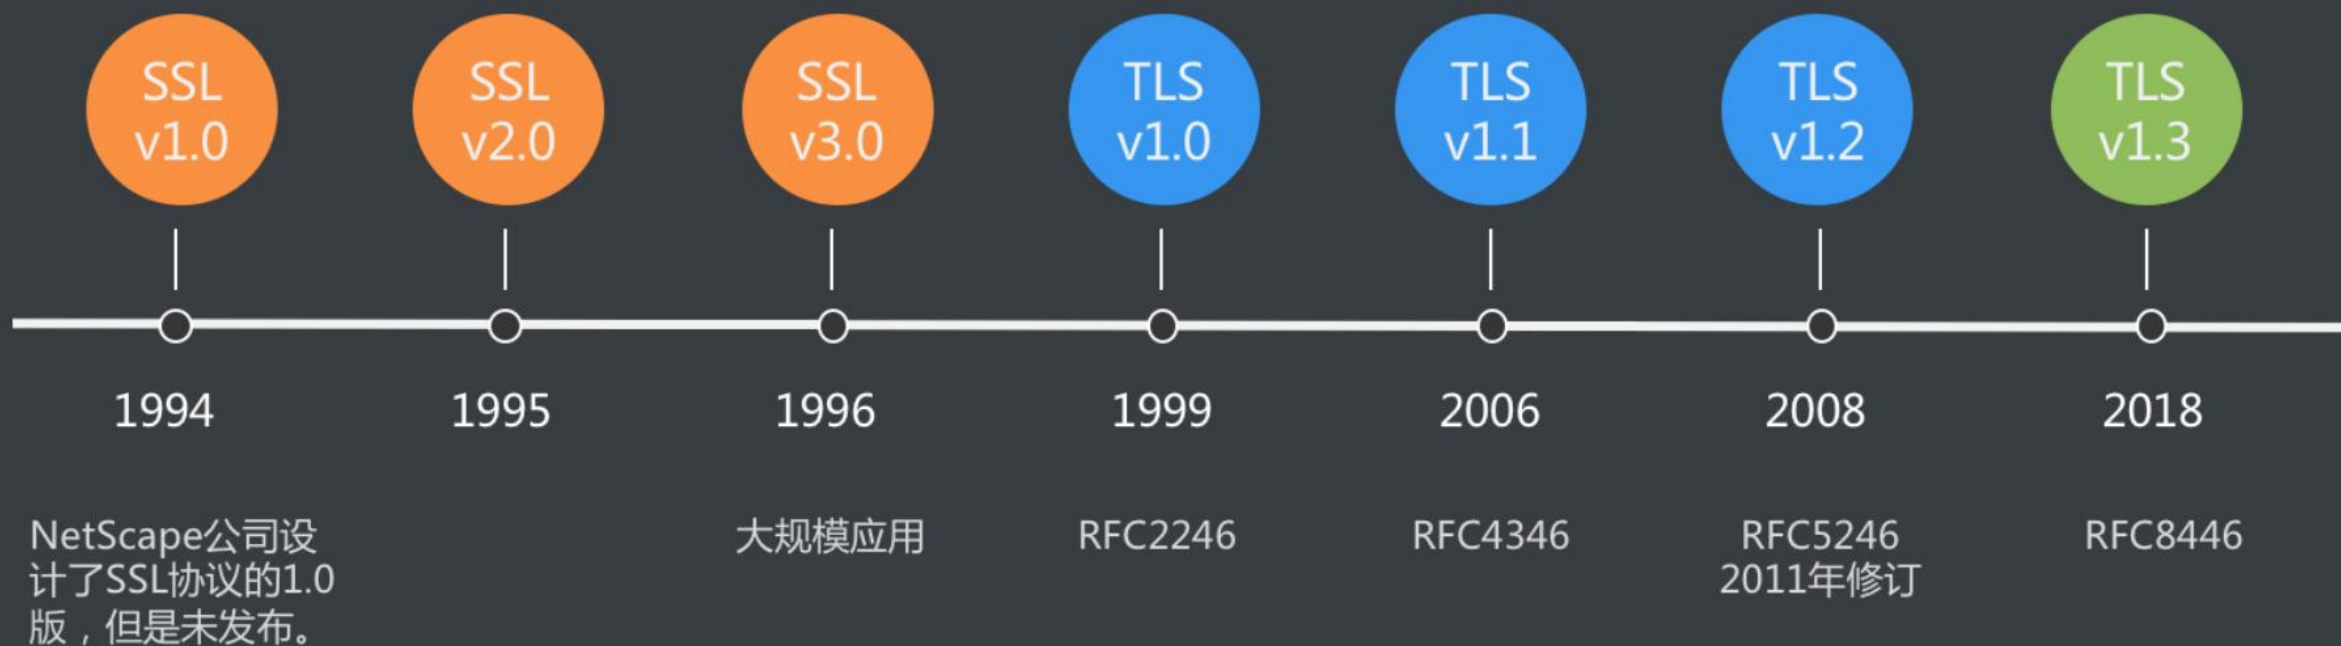 SSL
v1.0
SSL
v2.0
SSL
v3.0
TLS
v1.0
TLS
v1.1
TLS
v1.2
TLS
v1.3
1994
1995
1996
1999
2006
2008
2018
NetScape公司设
计了SSL协议的1.0
版，但是未发布。
大规模应用
RFC2246
RFC4346
RFC5246
2011年修订
RFC8446